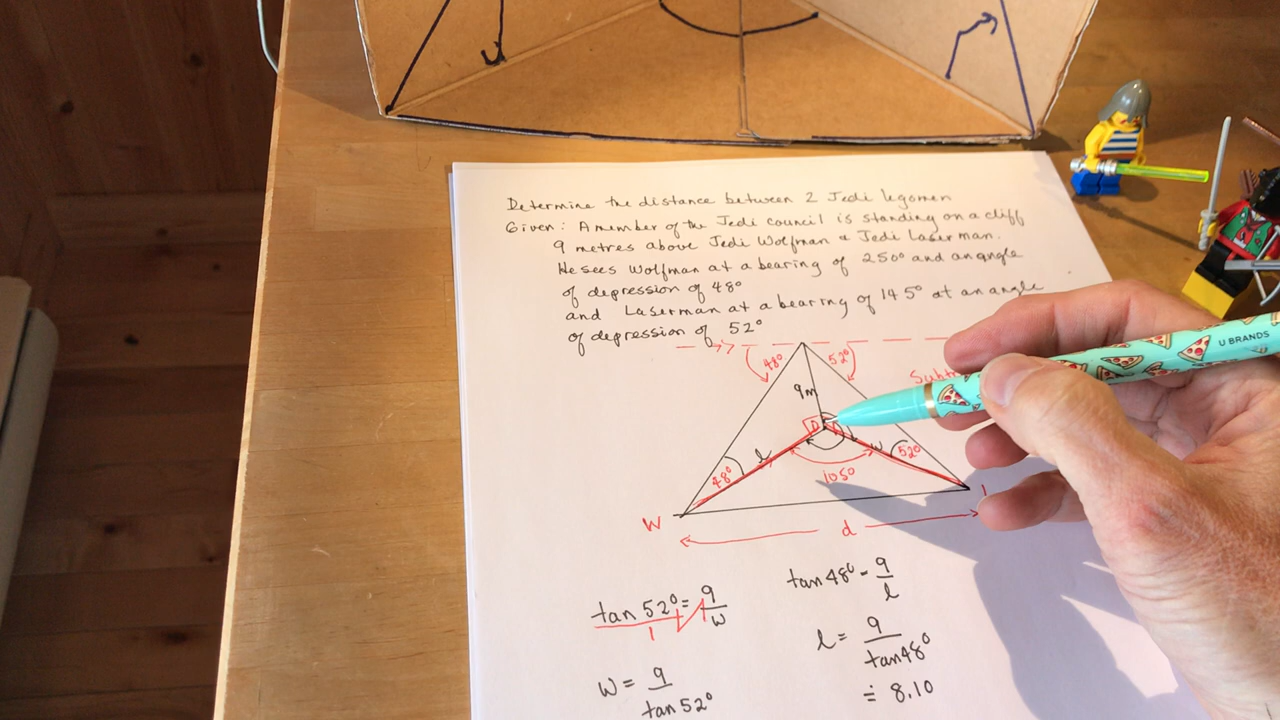 Determine the distance between 2 Jedi legomen
Given: A member of the Jedi council is standing on a cliff
9 metres above Jedi Wolfman & Jedi Laserman.
He sees Wolfman at a bearing of 250° and an angle
of depression of 48°
and Laserman at a bearing of 145° at an angle
of depression of 52°
48° 52°
9m
U BRANDS
Subtr
48° l D w 52°
105°
W
d
tan 52° = 9/w
1
tan 48° = 9/l
w = 9/tan 52°
l = 9/tan 48°
≐ 8.10